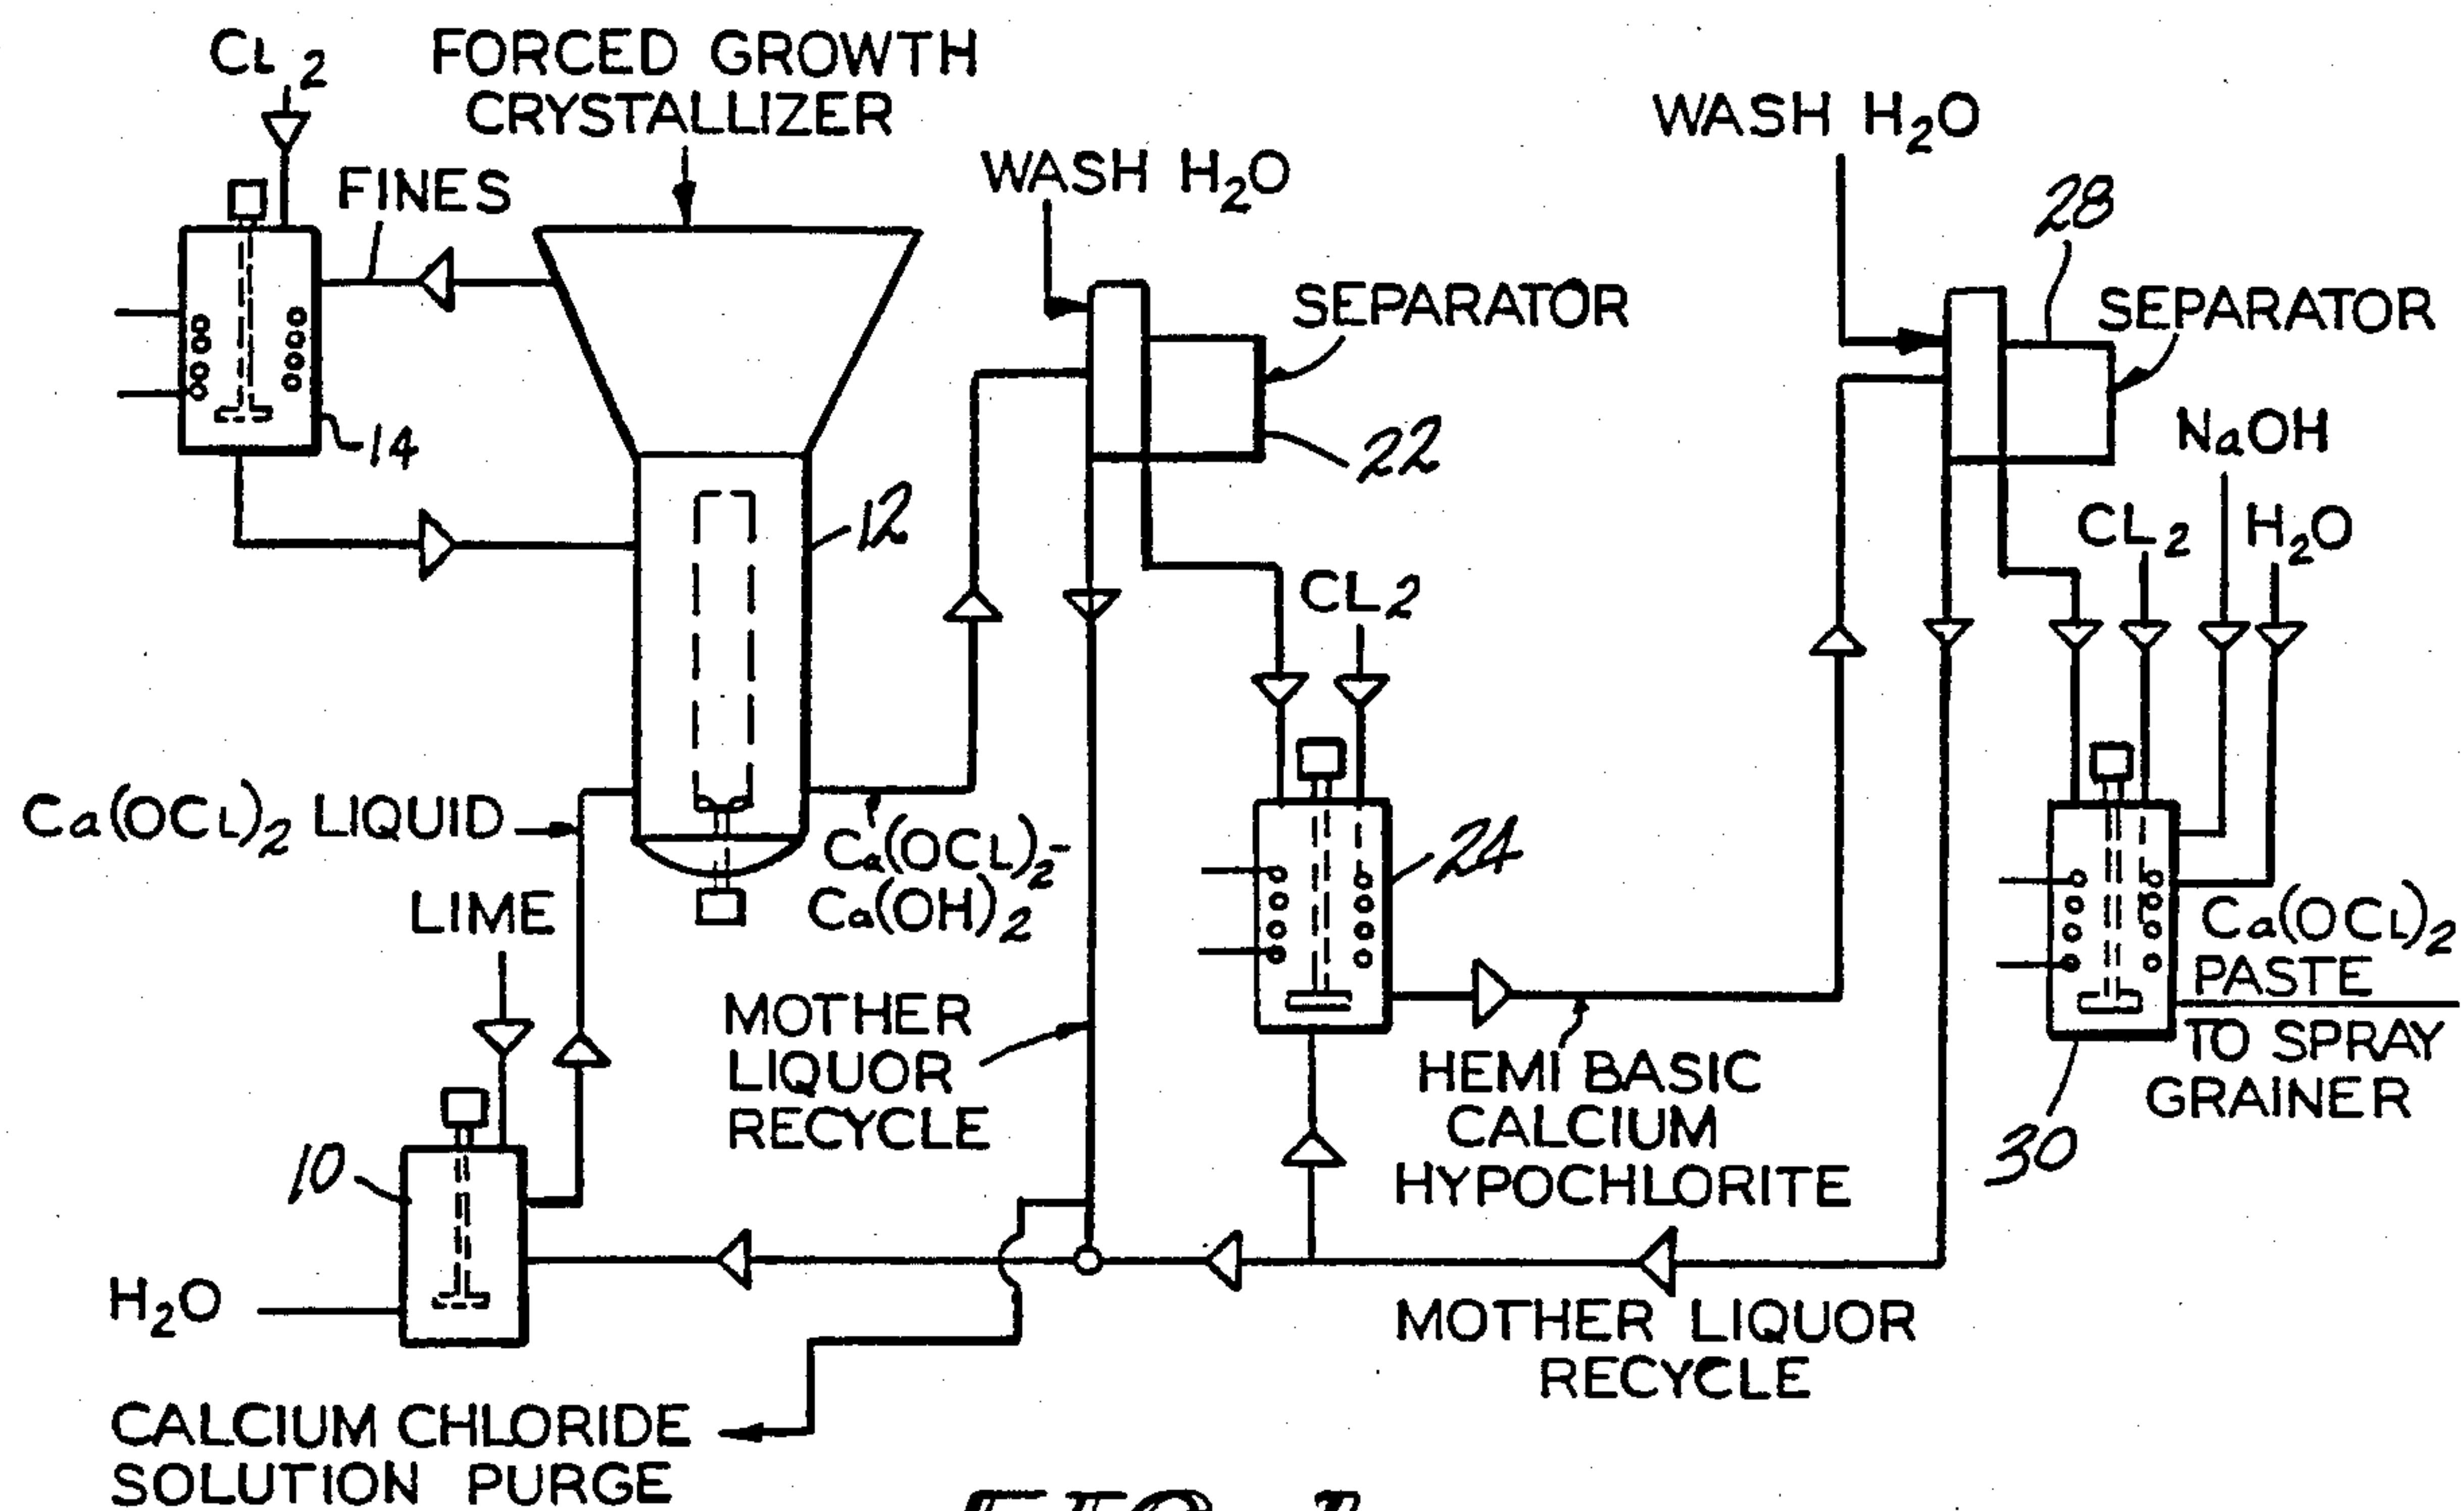 CL2
FORCED GROWTH
CRYSTALLIZER
FINES
14
WASH H2O
SEPARATOR
22
12
WASH H2O
28
SEPARATOR
NaOH
CL2
H2O
CL2
Ca(OCL)2 LIQUID
Ca(OCL)2-
Ca(OH)2
LIME
10
H2O
MOTHER
LIQUOR
RECYCLE
24
HEMI BASIC
CALCIUM
HYPOCHLORITE
Ca(OCL)2
PASTE
TO SPRAY
GRAINER
30
MOTHER LIQUOR
RECYCLE
CALCIUM CHLORIDE
SOLUTION PURGE